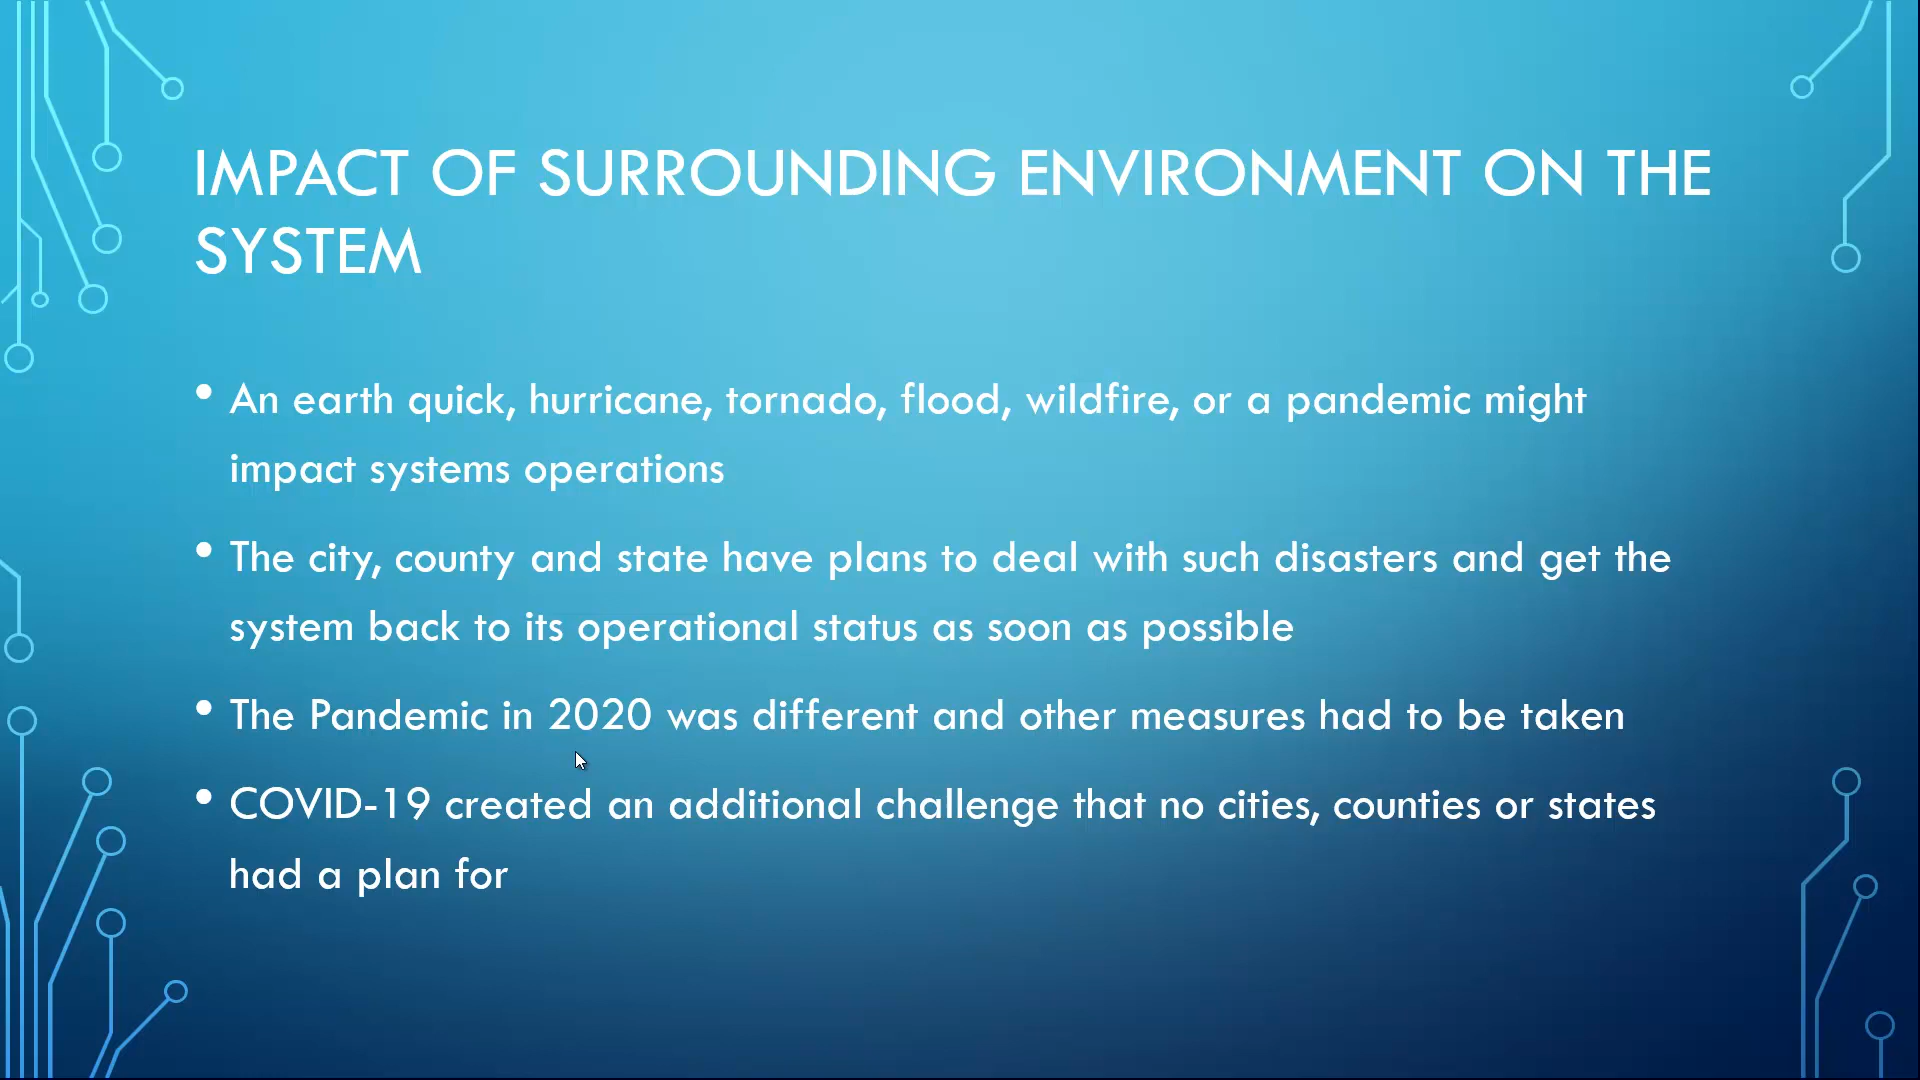 IMPACT OF SURROUNDING ENVIRONMENT ON THE
SYSTEM
• An earth quick, hurricane, tornado, flood, wildfire, or a pandemic might
impact systems operations
• The city, county and state have plans to deal with such disasters and get the
system back to its operational status as soon as possible
• The Pandemic in 2020 was different and other measures had to be taken
• COVID-19 created an additional challenge that no cities, counties or states
had a plan for